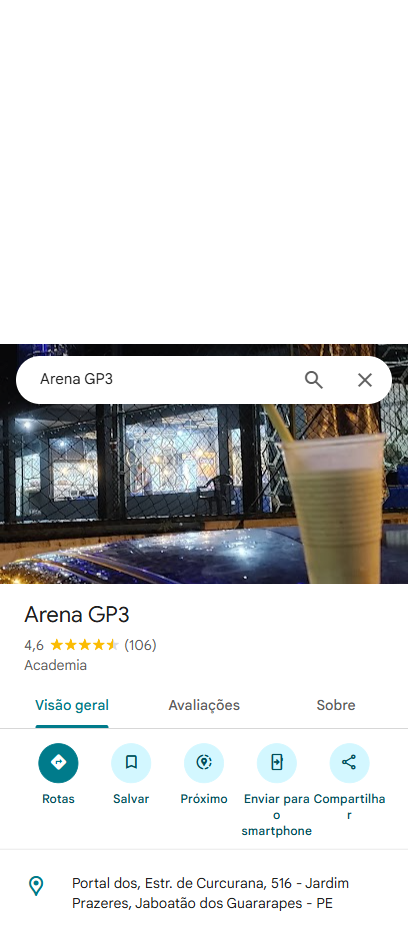 Arena GP3
Arena GP3
4,6 (106)
Academia
Visão geral Avaliações Sobre
Rotas Salvar Próximo Enviar para o smartphone Compartilhar
Portal dos, Estr. de Curcurana, 516 - Jardim
Prazeres, Jaboatão dos Guararapes - PE